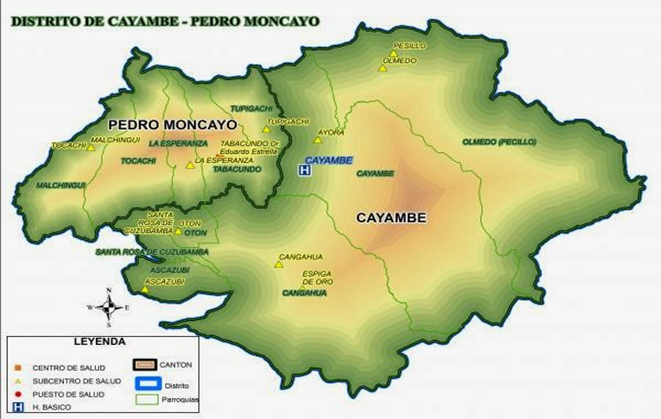 DISTRITO DE CAYAMBE - PEDRO MONCAYO
PESILLO
OLMEDO
TUPIGACHI
PEDRO MONCAYO
TUPIGACHI
AYORA
MALCHINGUI
TOCACHI
LA ESPERANZA
TABACUNDO Dr
Eduardo Estrella
OLMEDO (PECILLO)
TOCACHI
LA ESPERANZA
TABACUNDO
CAYAMBE
H
CAYAMBE
MALCHINGUI
SANTA
ROSA DE
CUZUBAMBA
OTON
OTON
CAYAMBE
SANTA ROSA DE CUZUBAMBA
CANGAHUA
ASCAZUBI
ESPIGA
DE ORO
ASCAZUBI
CANGAHUA
N
W
E
S
LEYENDA
CENTRO DE SALUD
SUBCENTRO DE SALUD
PUESTO DE SALUD
H H. BASICO
CANTON
Distrito
Parroquias